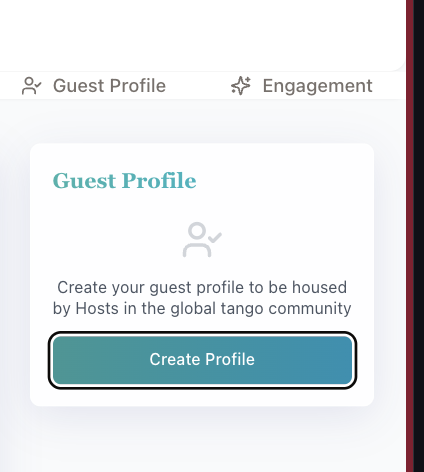 Guest Profile
Engagement
Guest Profile
Create your guest profile to be housed
by Hosts in the global tango community
Create Profile